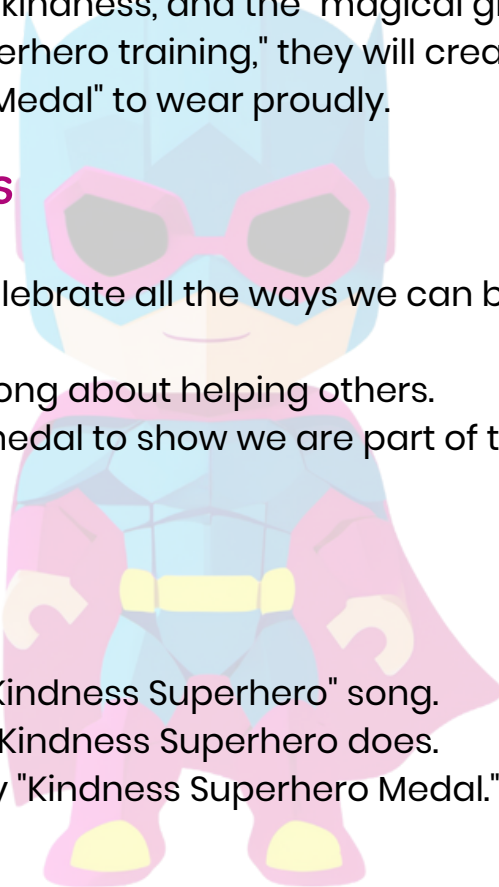 kindness, and the "magical g
erhero training," they will crea
Medal" to wear proudly.
s
lebrate all the ways we can b
ong about helping others.
nedal to show we are part of t
Kindness Superhero" song.
Kindness Superhero does.
y "Kindness Superhero Medal."